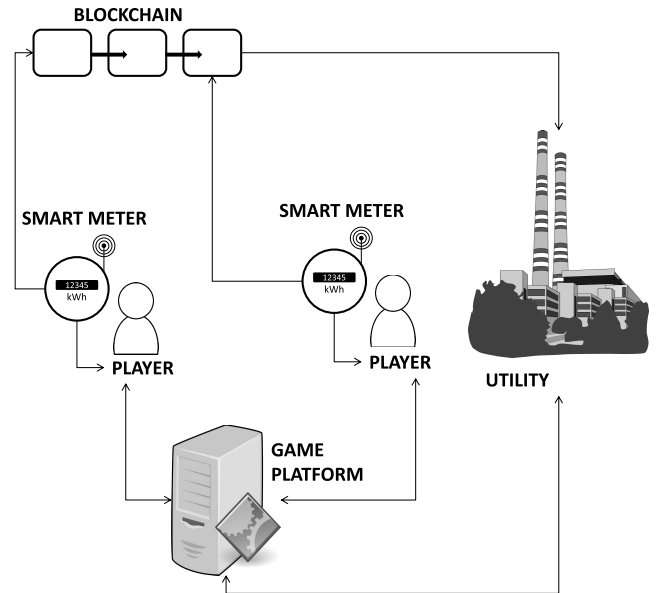 BLOCKCHAIN
SMART METER
12345
kWh
PLAYER
SMART METER
12345
kWh
PLAYER
UTILITY
GAME
PLATFORM